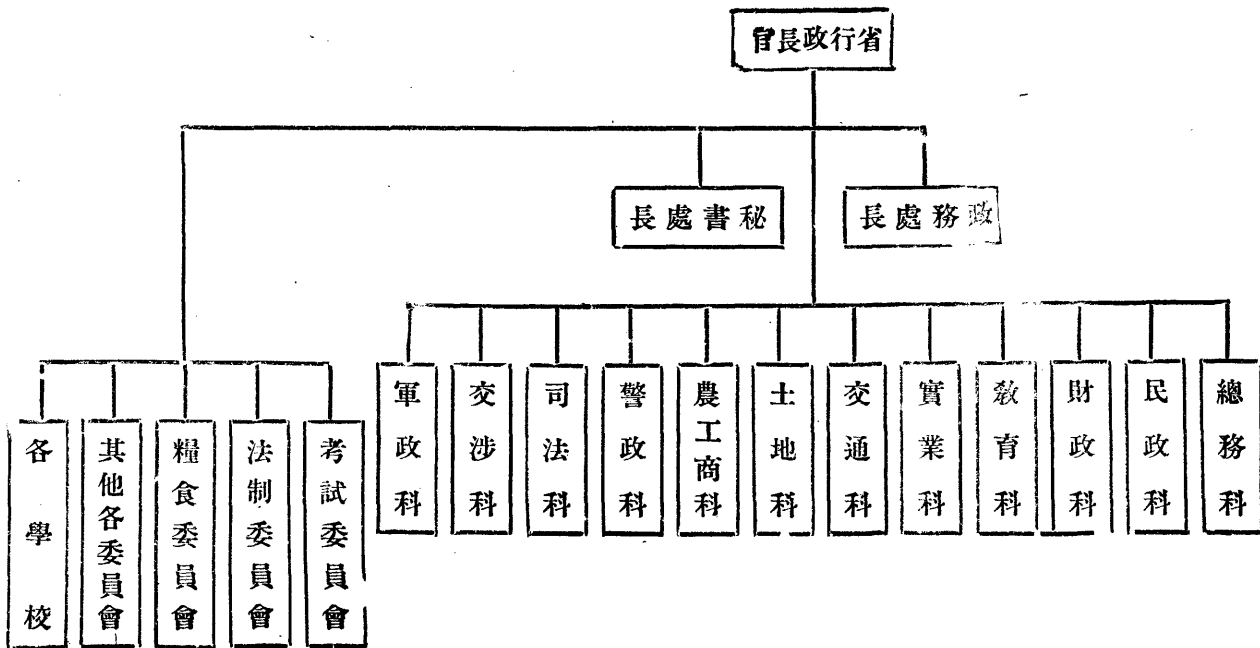 省行政長官
政務處長
秘書處長
總務科
民政科
財政科
教育科
實業科
交通科
土地科
農工商科
警政科
司法科
交涉科
軍政科
考試委員會
法制委員會
糧食委員會
其他各委員會
各學校